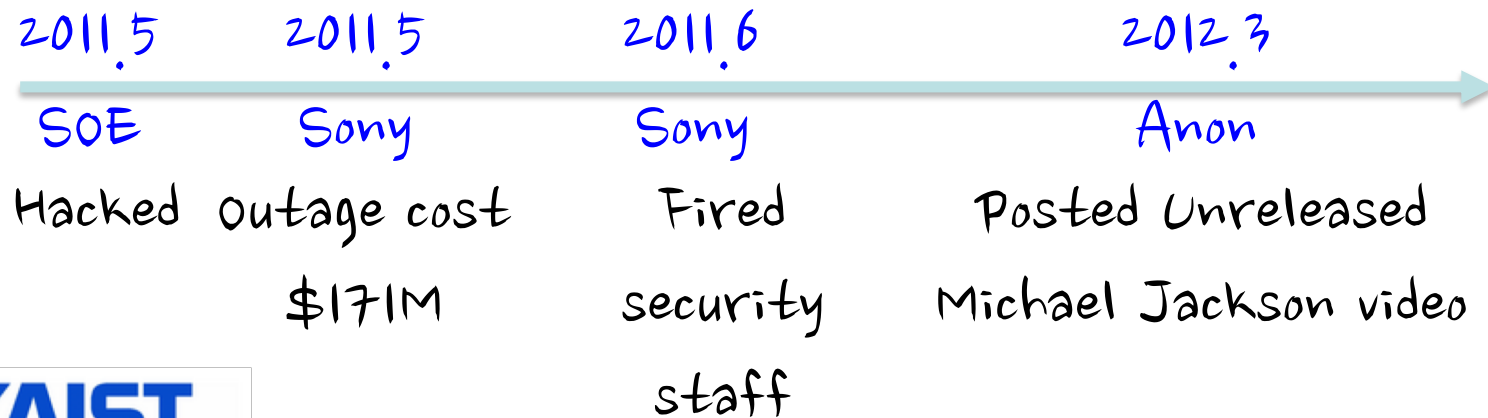 2011.5 2011.5 2011.6 2012.3
SOE Sony Sony Anon
Hacked Outage cost Fired Posted Unreleased
$171M security Michael Jackson video
staff
KAIST